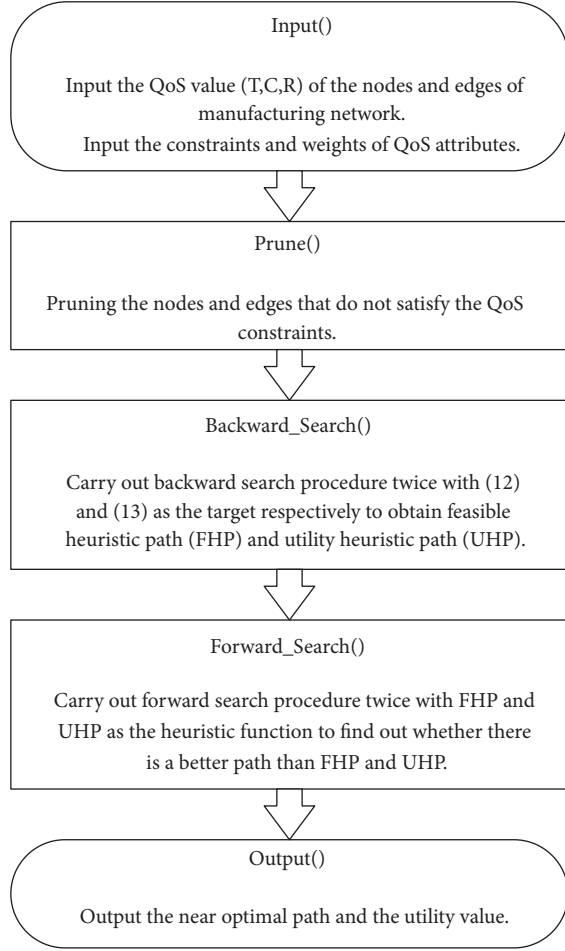 Input()
Input the QoS value (T,C,R) of the nodes and edges of
manufacturing network.
Input the constraints and weights of QoS attributes.
Prune()
Pruning the nodes and edges that do not satisfy the QoS
constraints.
Backward_Search()
Carry out backward search procedure twice with (12)
and (13) as the target respectively to obtain feasible
heuristic path (FHP) and utility heuristic path (UHP).
Forward_Search()
Carry out forward search procedure twice with FHP and
UHP as the heuristic function to find out whether there
is a better path than FHP and UHP.
Output()
Output the near optimal path and the utility value.